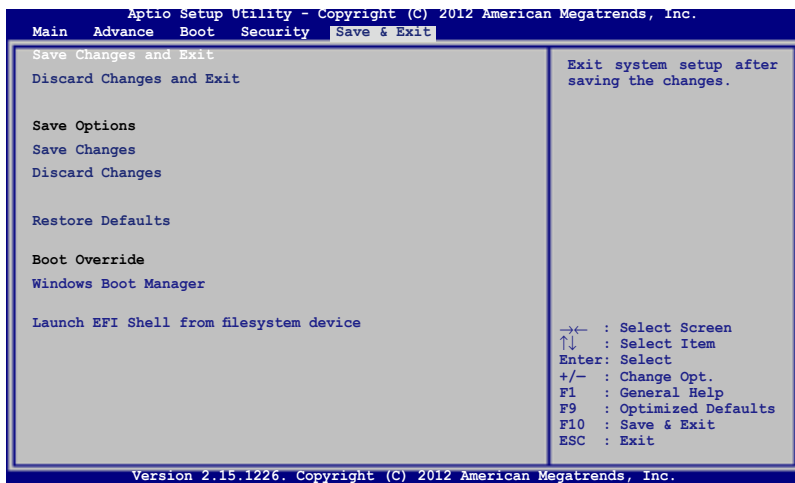 Aptio Setup Utility - Copyright (C) 2012 American Megatrends, Inc.
Main Advance Boot Security Save & Exit
Save Changes and Exit
Discard Changes and Exit
Save Options
Save Changes
Discard Changes
Restore Defaults
Boot Override
Windows Boot Manager
Launch EFI Shell from filesystem device
Exit system setup after
saving the changes.
→← : Select Screen
↑↓ : Select Item
Enter: Select
+/— : Change Opt.
F1 : General Help
F9 : Optimized Defaults
F10 : Save & Exit
ESC : Exit
Version 2.15.1226. Copyright (C) 2012 American Megatrends, Inc.